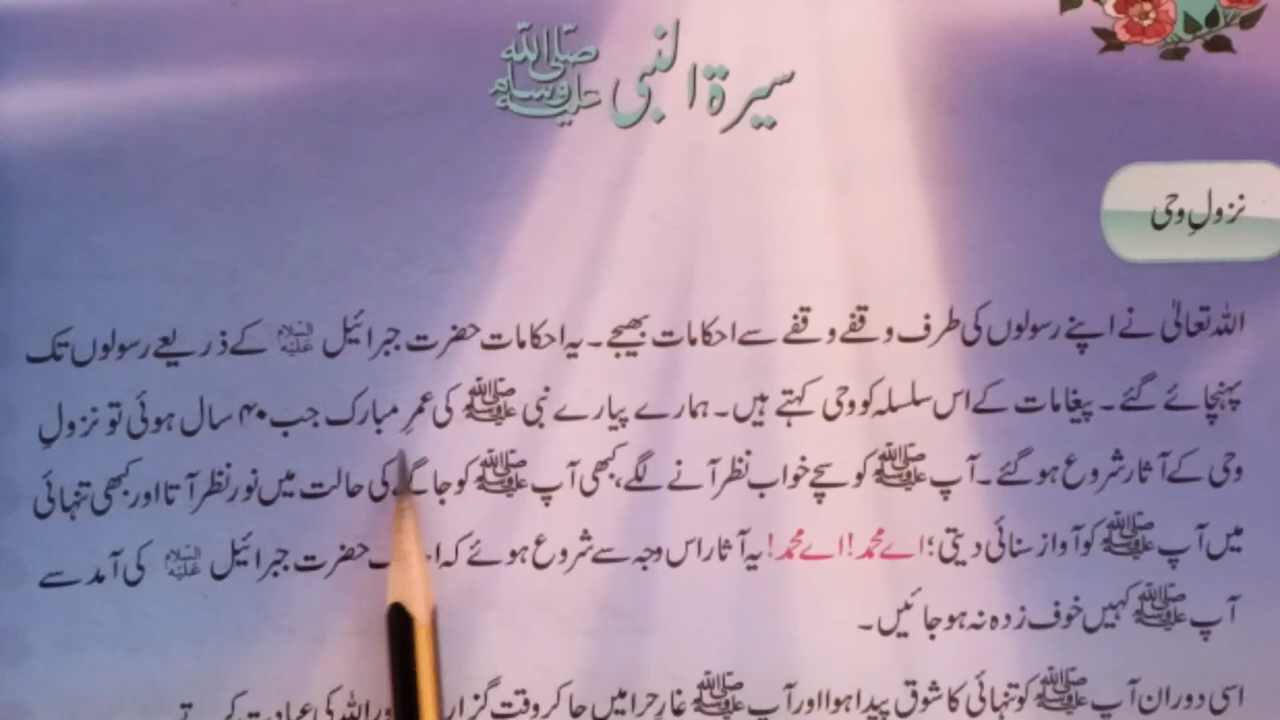 سیرۃ النبی ﷺ
نزولِ وحی
اللہ تعالیٰ نے اپنے رسولوں کی طرف وقفے وقفے سے احکامات بھیجے۔ یہ احکامات حضرت جبرائیل علیہ السلام کے ذریعے رسولوں تک
پہنچائے گئے۔ پیغامات کے اس سلسلہ کو وحی کہتے ہیں۔ ہمارے پیارے نبی ﷺ کی عمرِ مبارک جب ۴۰ سال ہوئی تو نزولِ
وحی کے آثار شروع ہو گئے۔ آپ ﷺ کو سچے خواب نظر آنے لگے، کبھی آپ ﷺ کو جاگنے کی حالت میں نور نظر آتا اور کبھی تنہائی
میں آپ ﷺ کو آواز سنائی دیتی؛ اے محمد! اے محمد! یہ آثار اس وجہ سے شروع ہوئے کہ حضرت جبرائیل علیہ السلام کی آمد سے
آپ ﷺ کہیں خوف زدہ نہ ہو جائیں۔
اسی دوران آپ ﷺ کو تنہائی کا شوق پیدا ہوا اور آپ ﷺ غارِ حرا میں جا کر وقت اور اللہ کی عبادت